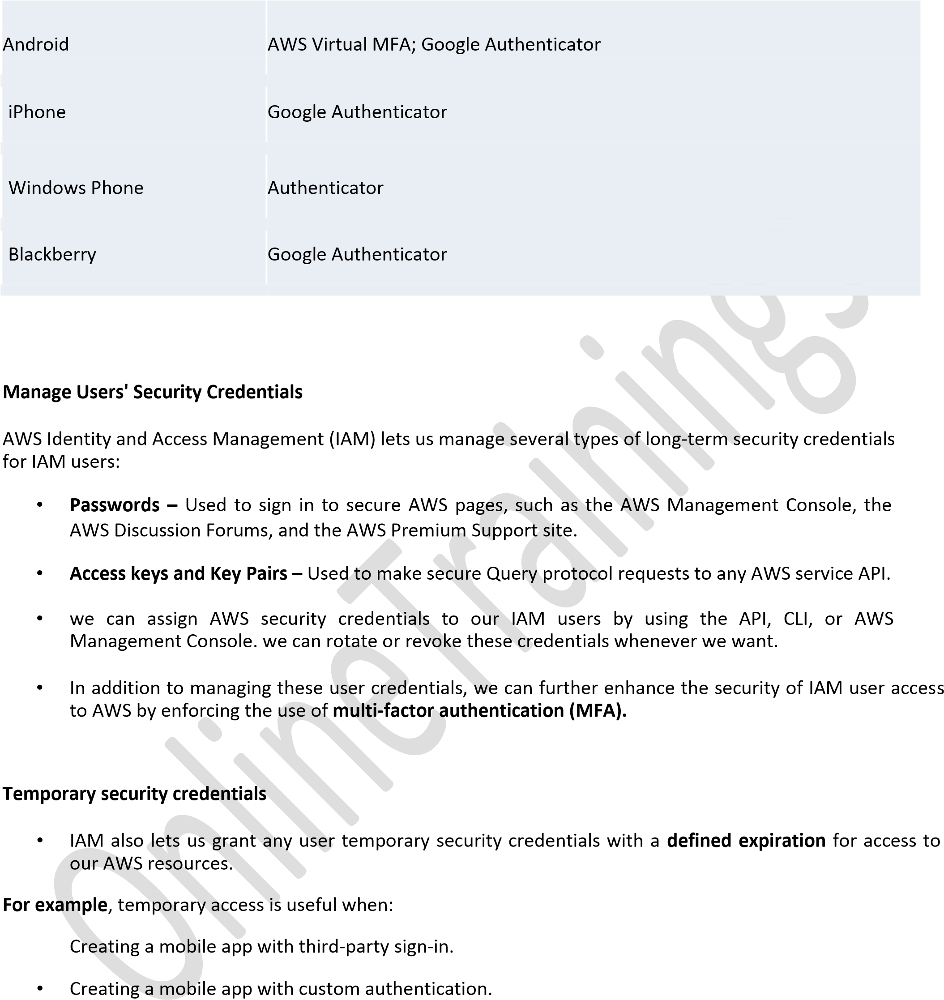 Android AWS Virtual MFA; Google Authenticator
iPhone Google Authenticator
Windows Phone Authenticator
Blackberry Google Authenticator
Manage Users' Security Credentials
AWS Identity and Access Management (IAM) lets us manage several types of long-term security credentials
for IAM users:
• Passwords – Used to sign in to secure AWS pages, such as the AWS Management Console, the
AWS Discussion Forums, and the AWS Premium Support site.
• Access keys and Key Pairs – Used to make secure Query protocol requests to any AWS service API.
• we can assign AWS security credentials to our IAM users by using the API, CLI, or AWS
Management Console. we can rotate or revoke these credentials whenever we want.
• In addition to managing these user credentials, we can further enhance the security of IAM user access
to AWS by enforcing the use of multi-factor authentication (MFA).
Temporary security credentials
• IAM also lets us grant any user temporary security credentials with a defined expiration for access to
our AWS resources.
For example, temporary access is useful when:
Creating a mobile app with third-party sign-in.
• Creating a mobile app with custom authentication.
OnlineTrainings